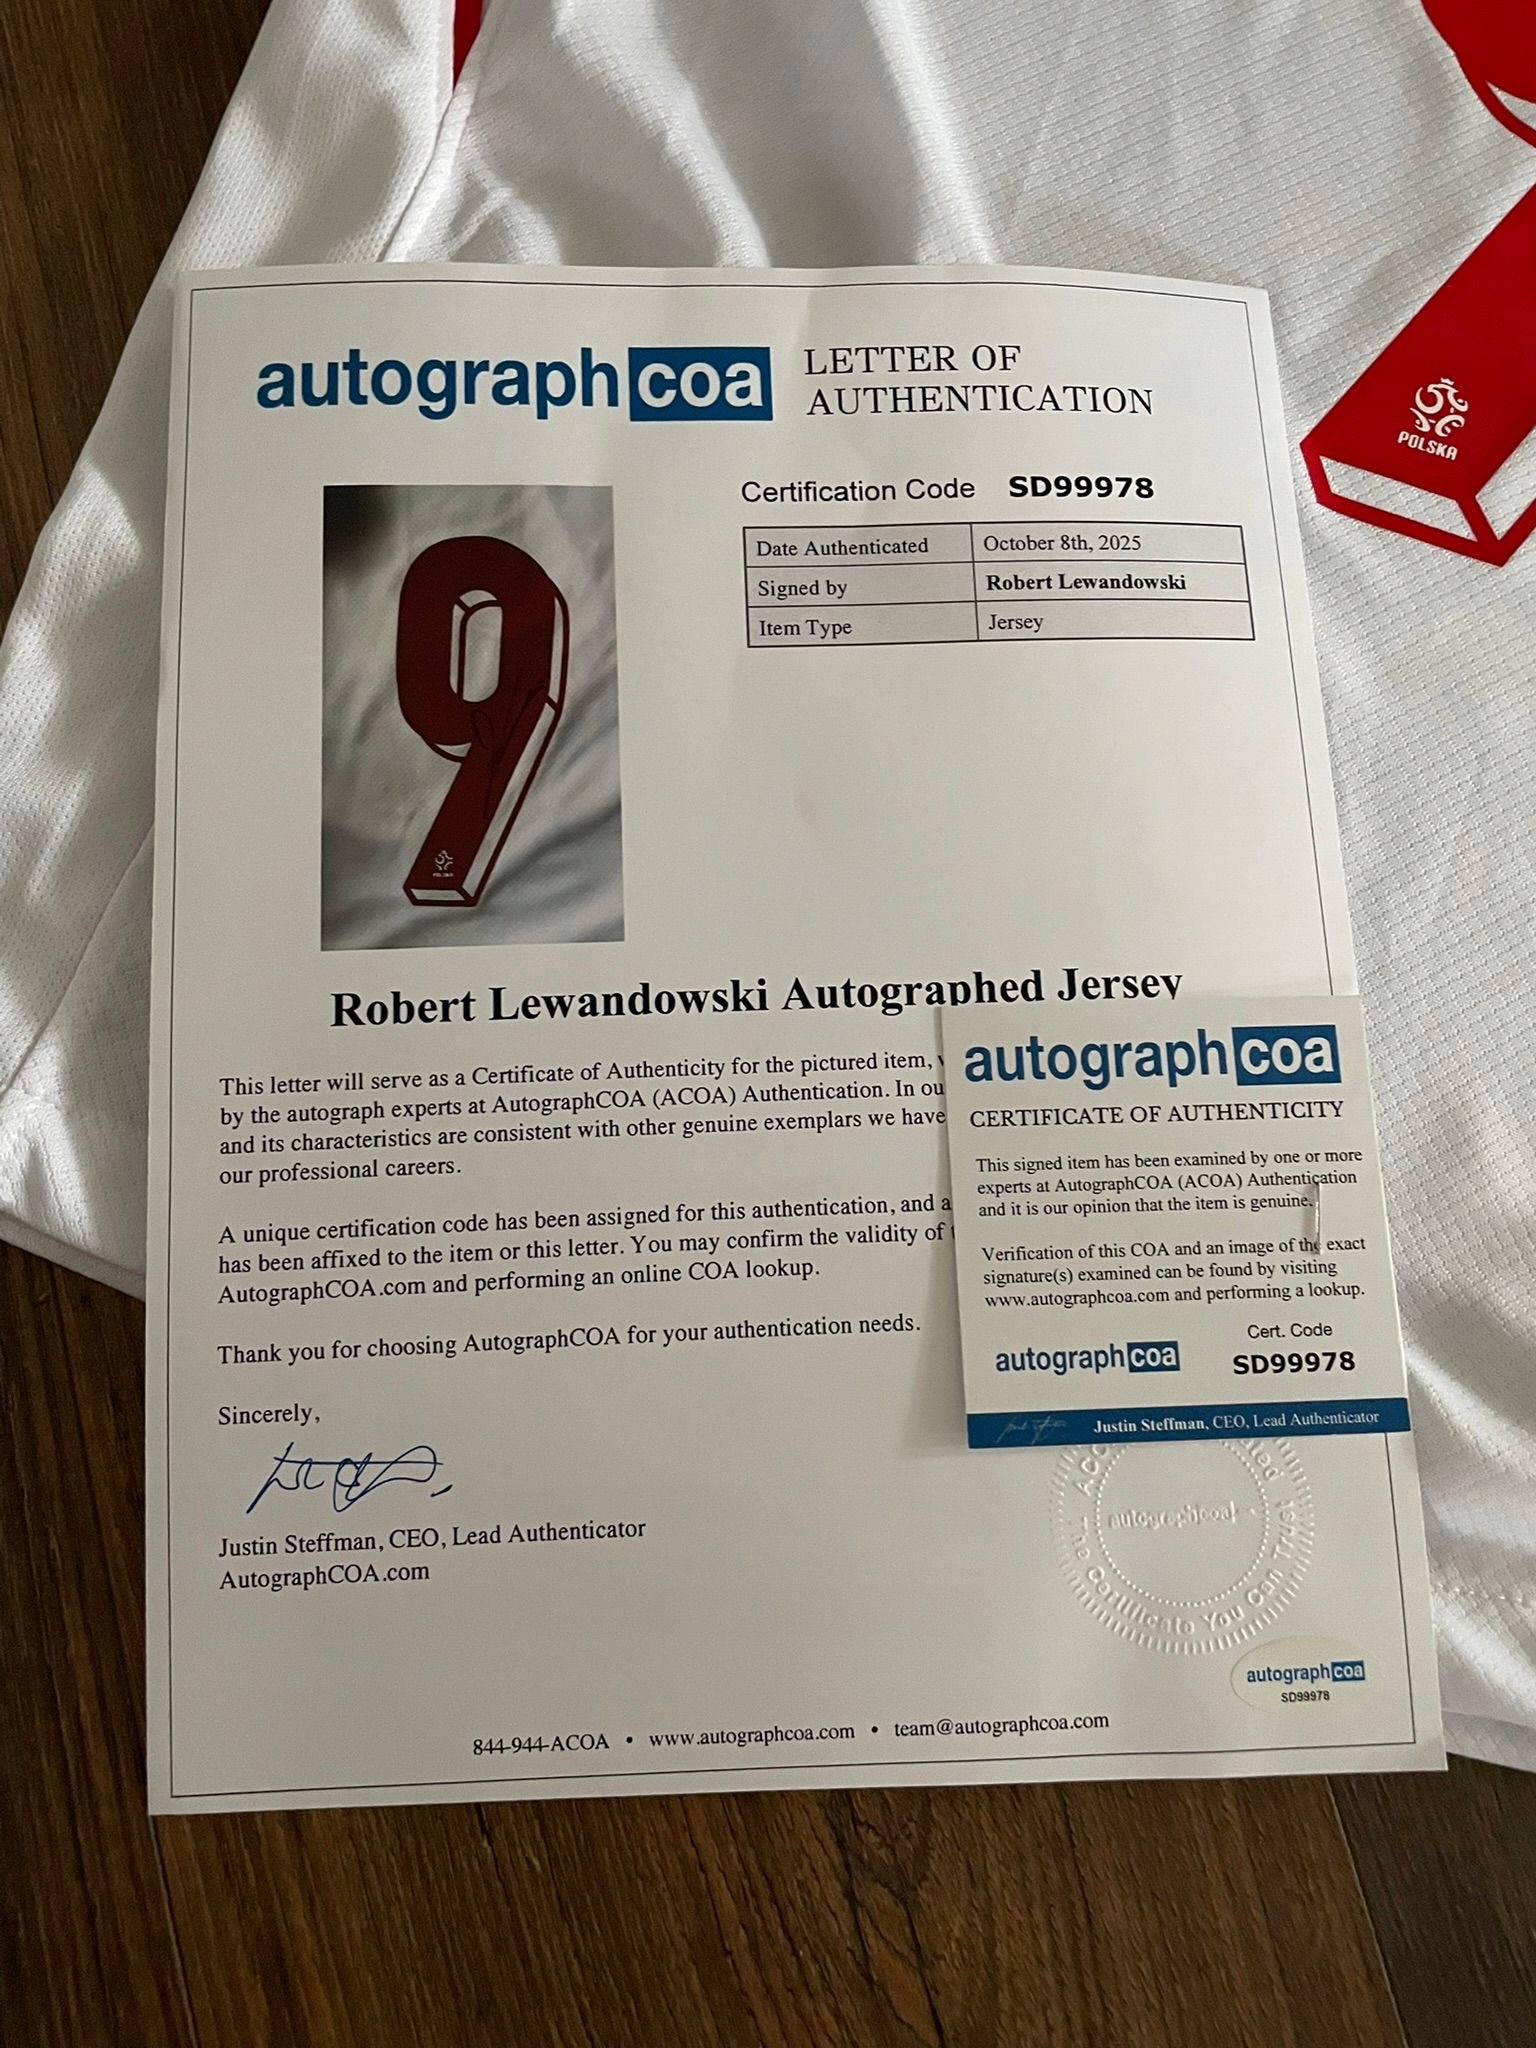 autographcoa LETTER OF
AUTHENTICATION
Certification Code SD99978
Date Authenticated October 8th, 2025
Signed by Robert Lewandowski
Item Type Jersey
9
POLSKA
POLSKA
Robert Lewandowski Autographed Jersey
This letter will serve as a Certificate of Authenticity for the pictured item,
by the autograph experts at AutographCOA (ACOA) Authentication. In ou
and its characteristics are consistent with other genuine exemplars we have
our professional careers.
A unique certification code has been assigned for this authentication, and a
has been affixed to the item or this letter. You may confirm the validity of
AutographCOA.com and performing an online COA lookup.
Thank you for choosing AutographCOA for your authentication needs.
Sincerely,
Justin Steffman, CEO, Lead Authenticator
AutographCOA.com
autographcoa
CERTIFICATE OF AUTHENTICITY
This signed item has been examined by one or more
experts at AutographCOA (ACOA) Authentication
and it is our opinion that the item is genuine.
Verification of this COA and an image of the exact
signature(s) examined can be found by visiting
www.autographcoa.com and performing a lookup.
Cert. Code
autographcoa SD99978
Justin Steffman, CEO, Lead Authenticator
autographcoa
The Certificate You Can Trust
autographcoa
SD99978
844-944-ACOA • www.autographcoa.com • team@autographcoa.com